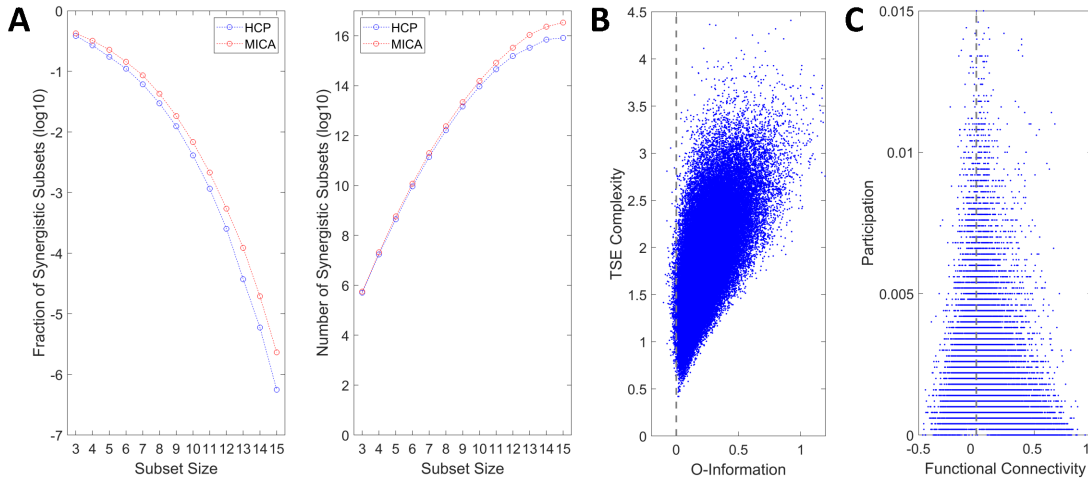 A
B
C
Fraction of Synergistic Subsets (log10)
0
-1
-2
-3
-4
-5
-6
-7
HCP
MICA
3 4 5 6 7 8 9 10 11 12 13 14 15
Subset Size
Number of Synergistic Subsets (log10)
16
14
12
10
8
6
4
2
0
HCP
MICA
3 4 5 6 7 8 9 10 11 12 13 14 15
Subset Size
TSE Complexity
4.5
4
3.5
3
2.5
2
1.5
1
0.5
0
0 0.5 1
O-Information
Participation
0.015
0.01
0.005
0
-0.5 0 0.5 1
Functional Connectivity